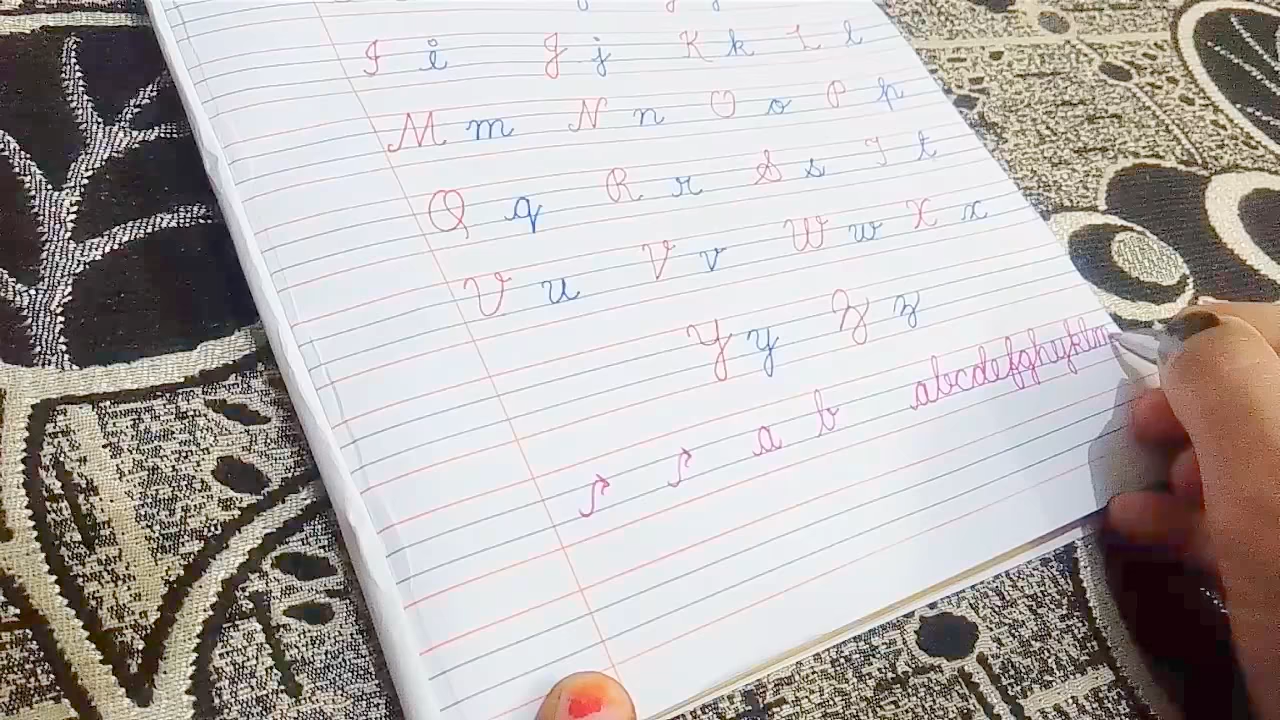 I i J j K k L l
M m N n O o P p
Q q R r S s T t
U u V v W w X x
Y y Z z
a b abcdefghijklm